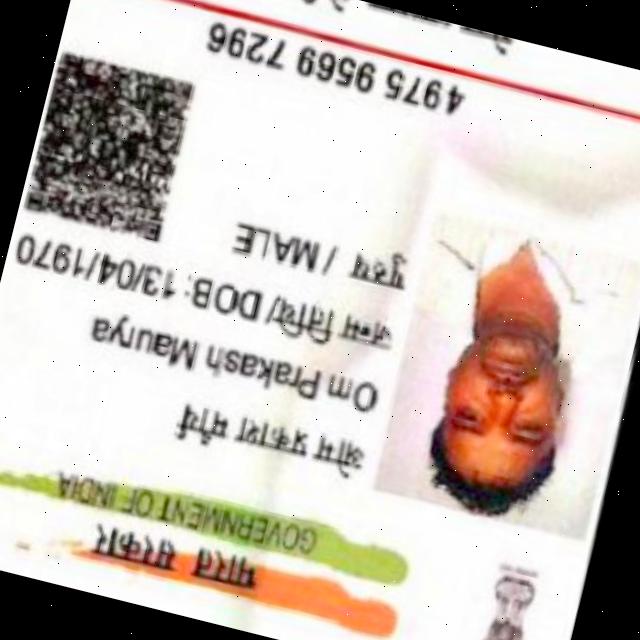 भारत सरकार
GOVERNMENT OF INDIA
ओम प्रकाश मौर्य
Om Prakash Maurya
जन्म तिथि/ DOB: 13/04/1970
पुरुष / MALE
4975 9569 7296